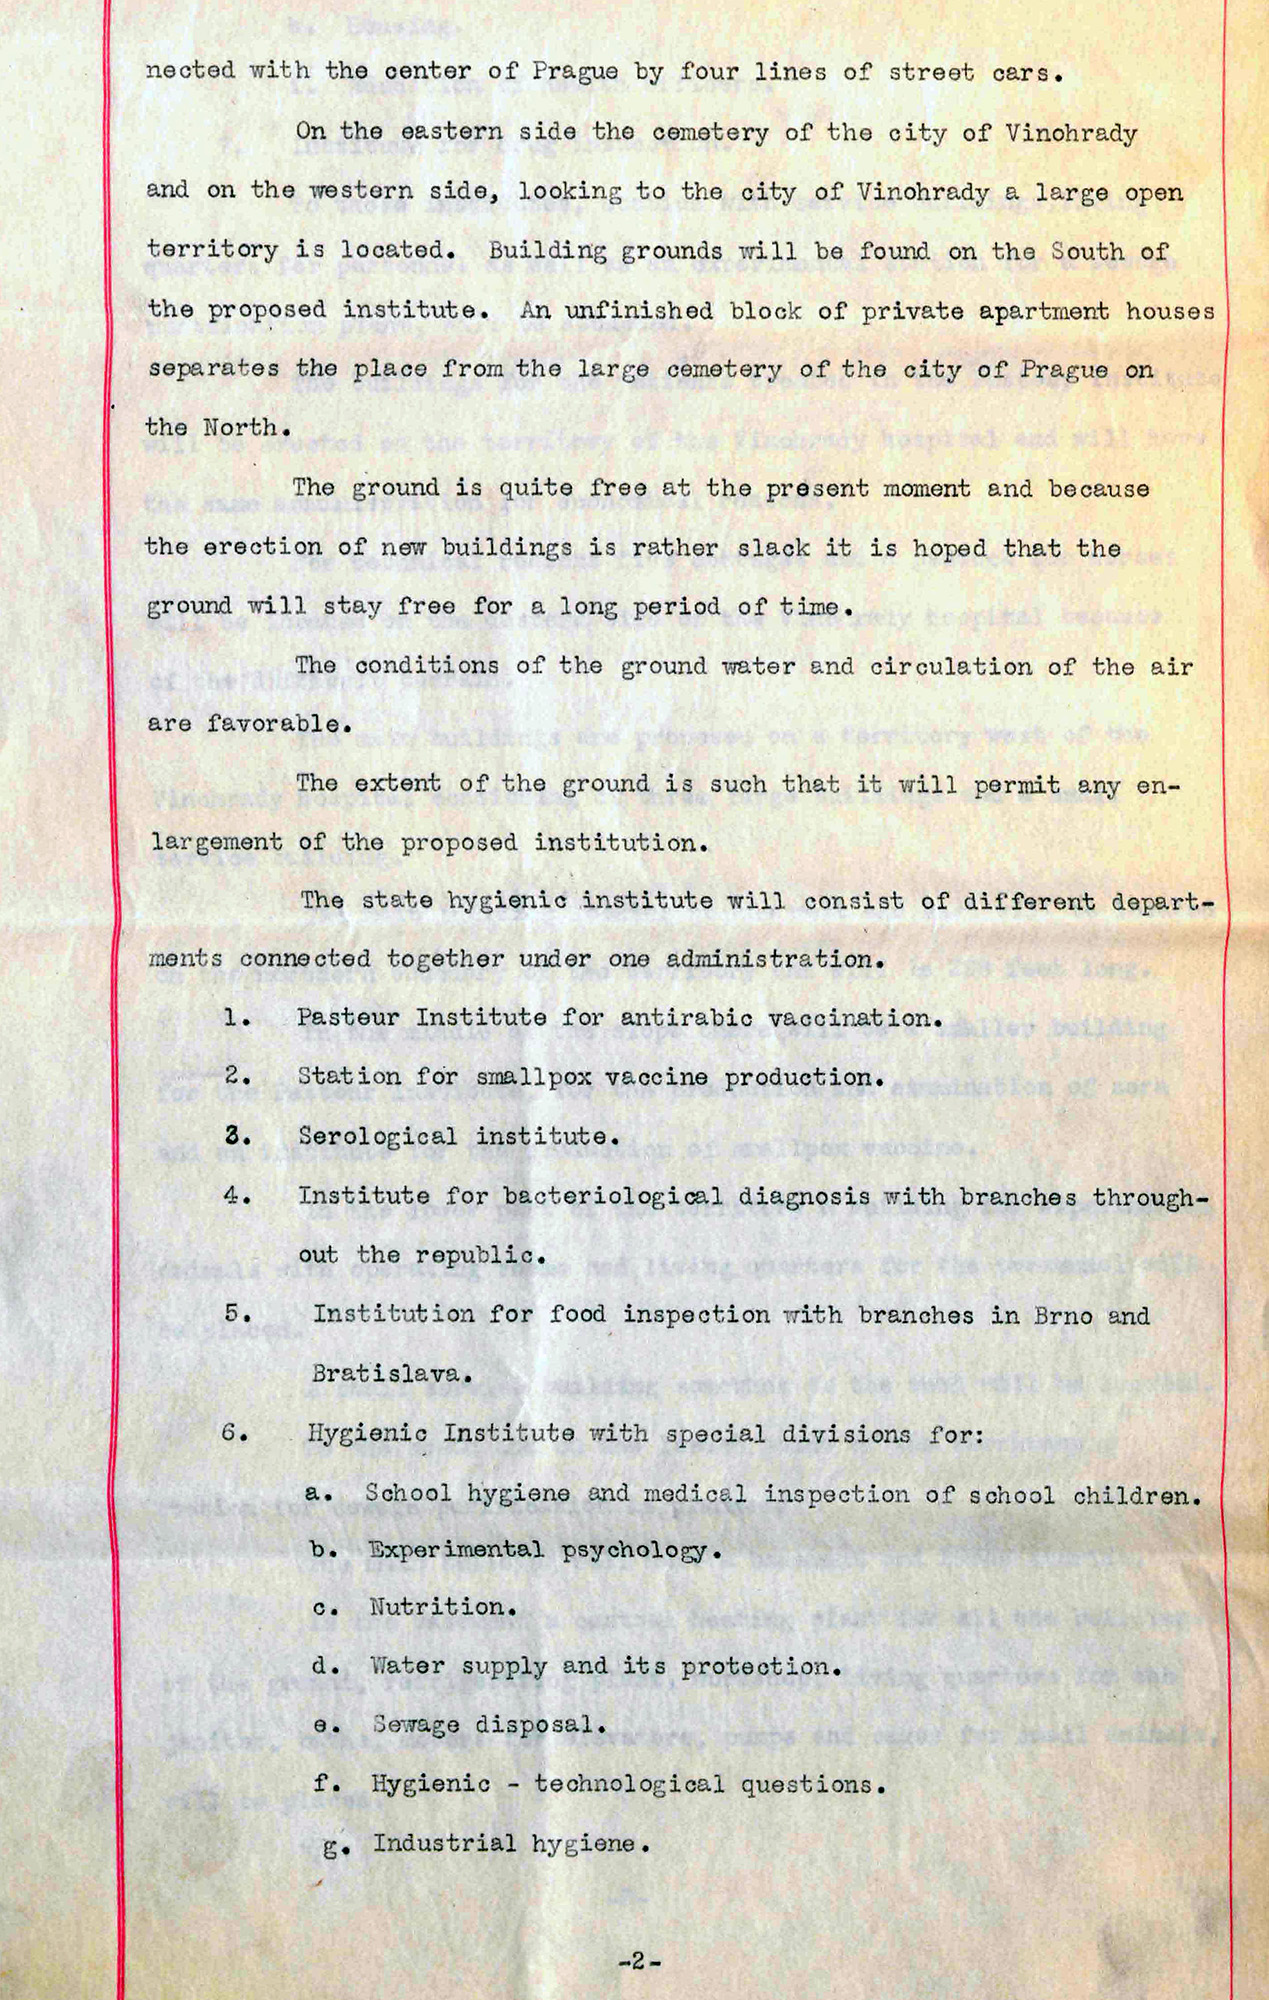 nected with the center of Prague by four lines of street cars.
On the eastern side the cemetery of the city of Vinohrady
and on the western side, looking to the city of Vinohrady a large open
territory is located. Building grounds will be found on the South of
the proposed institute. An unfinished block of private apartment houses
separates the place from the large cemetery of the city of Prague on
the North.
The ground is quite free at the present moment and because
the erection of new buildings is rather slack it is hoped that the
ground will stay free for a long period of time.
The conditions of the ground water and circulation of the air
are favorable.
The extent of the ground is such that it will permit any en-
largement of the proposed institution.
The state hygienic institute will consist of different depart-
ments connected together under one administration.
1. Pasteur Institute for antirabic vaccination.
2. Station for smallpox vaccine production.
3. Serological institute.
4. Institute for bacteriological diagnosis with branches through-
out the republic.
5. Institution for food inspection with branches in Brno and
Bratislava.
6. Hygienic Institute with special divisions for:
a. School hygiene and medical inspection of school children.
b. Experimental psychology.
c. Nutrition.
d. Water supply and its protection.
e. Sewage disposal.
f. Hygienic - technological questions.
g. Industrial hygiene.
-2-